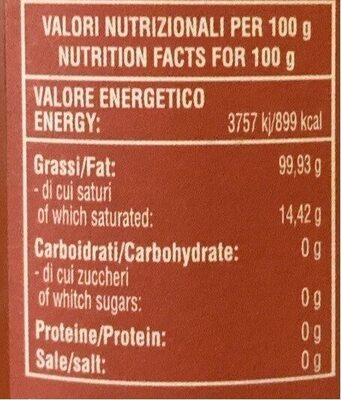 VALORI NUTRIZIONALI PER 100 g
NUTRITION FACTS FOR 100 g
VALORE ENERGETICO
ENERGY: 3757 kj/899 kcal
Grassi/Fat: 99,93 g
- di cui saturi
of which saturated: 14,42 g
Carboidrati/Carbohydrate: 0 g
- di cui zuccheri
of whitch sugars: 0 g
Proteine/Protein: 0 g
Sale/salt: 0 g